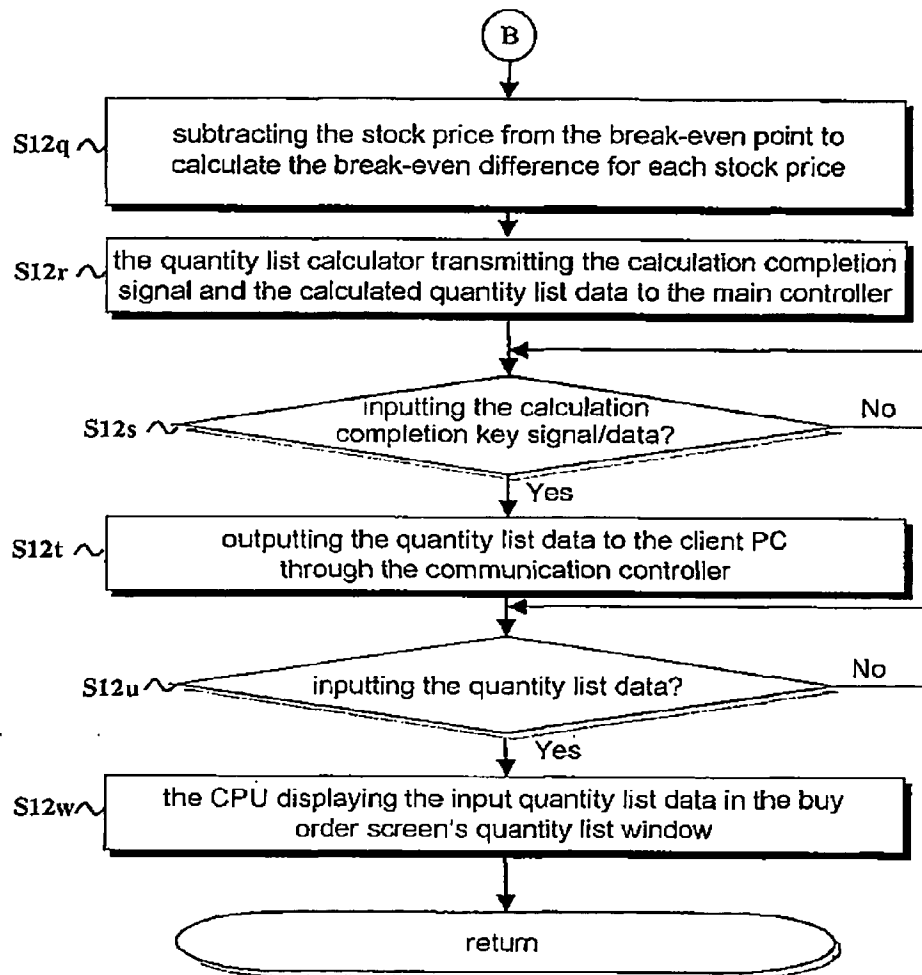 B
S12q
subtracting the stock price from the break-even point to
calculate the break-even difference for each stock price
S12r
the quantity list calculator transmitting the calculation completion
signal and the calculated quantity list data to the main controller
S12s
inputting the calculation
completion key signal/data?
No
Yes
S12t
outputting the quantity list data to the client PC
through the communication controller
S12u
inputting the quantity list data?
No
Yes
S12w
the CPU displaying the input quantity list data in the buy
order screen's quantity list window
return